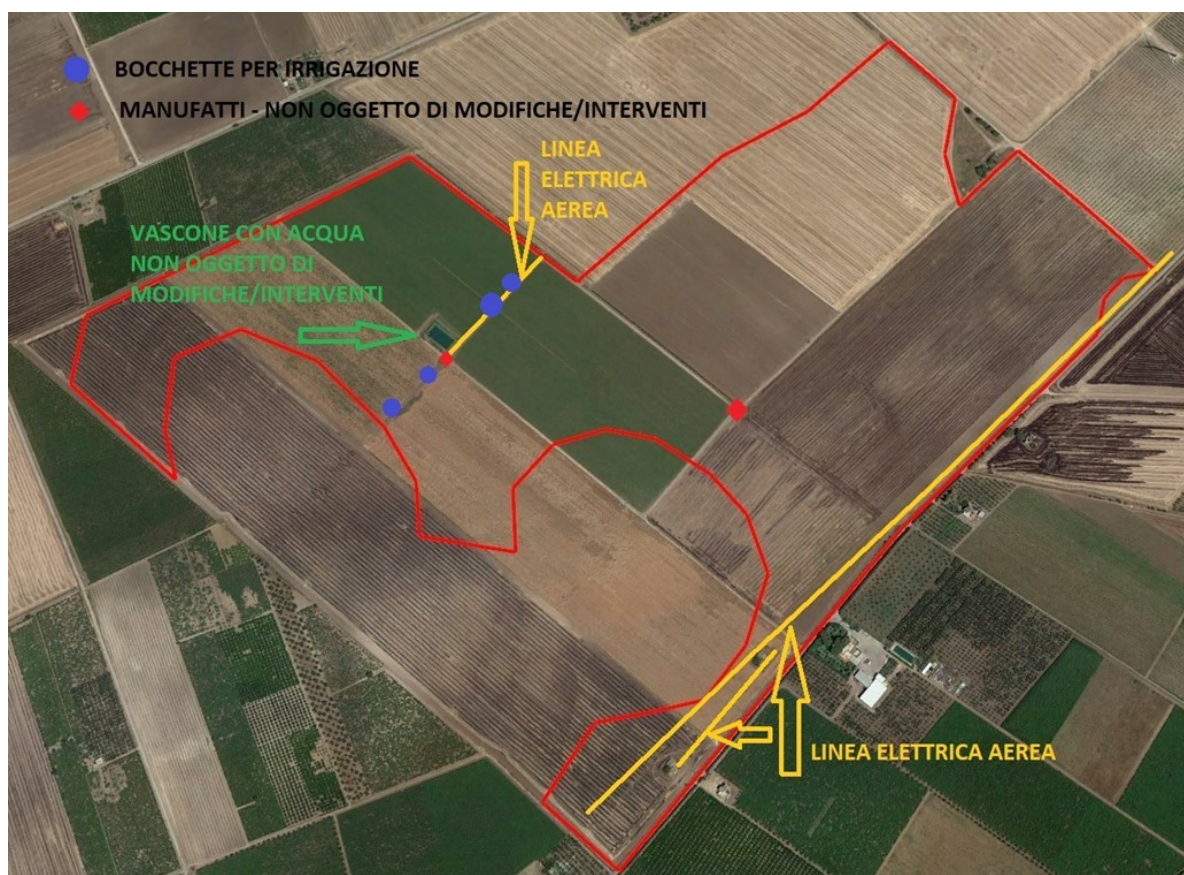 BOCCHETTE PER IRRIGAZIONE
MANUFATTI - NON OGGETTO DI MODIFICHE/INTERVENTI
LINEA
ELETTRICA
AEREA
VASCONE CON ACQUA
NON OGGETTO DI
MODIFICHE/INTERVENTI
LINEA ELETTRICA AEREA